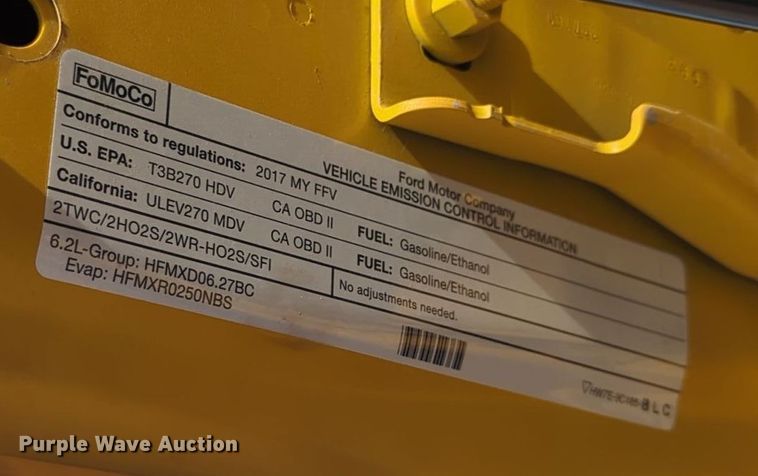 FoMoCo
Ford Motor Company
VEHICLE EMISSION CONTROL INFORMATION
Conforms to regulations: 2017 MY FFV
U.S. EPA: T3B270 HDV CA OBD II FUEL: Gasoline/Ethanol
California: ULEV270 MDV CA OBD II FUEL: Gasoline/Ethanol
2TWC/2HO2S/2WR-HO2S/SFI
No adjustments needed.
6.2L-Group: HFMXD06.27BC
Evap: HFMXR0250NBS
BLC
Purple Wave Auction